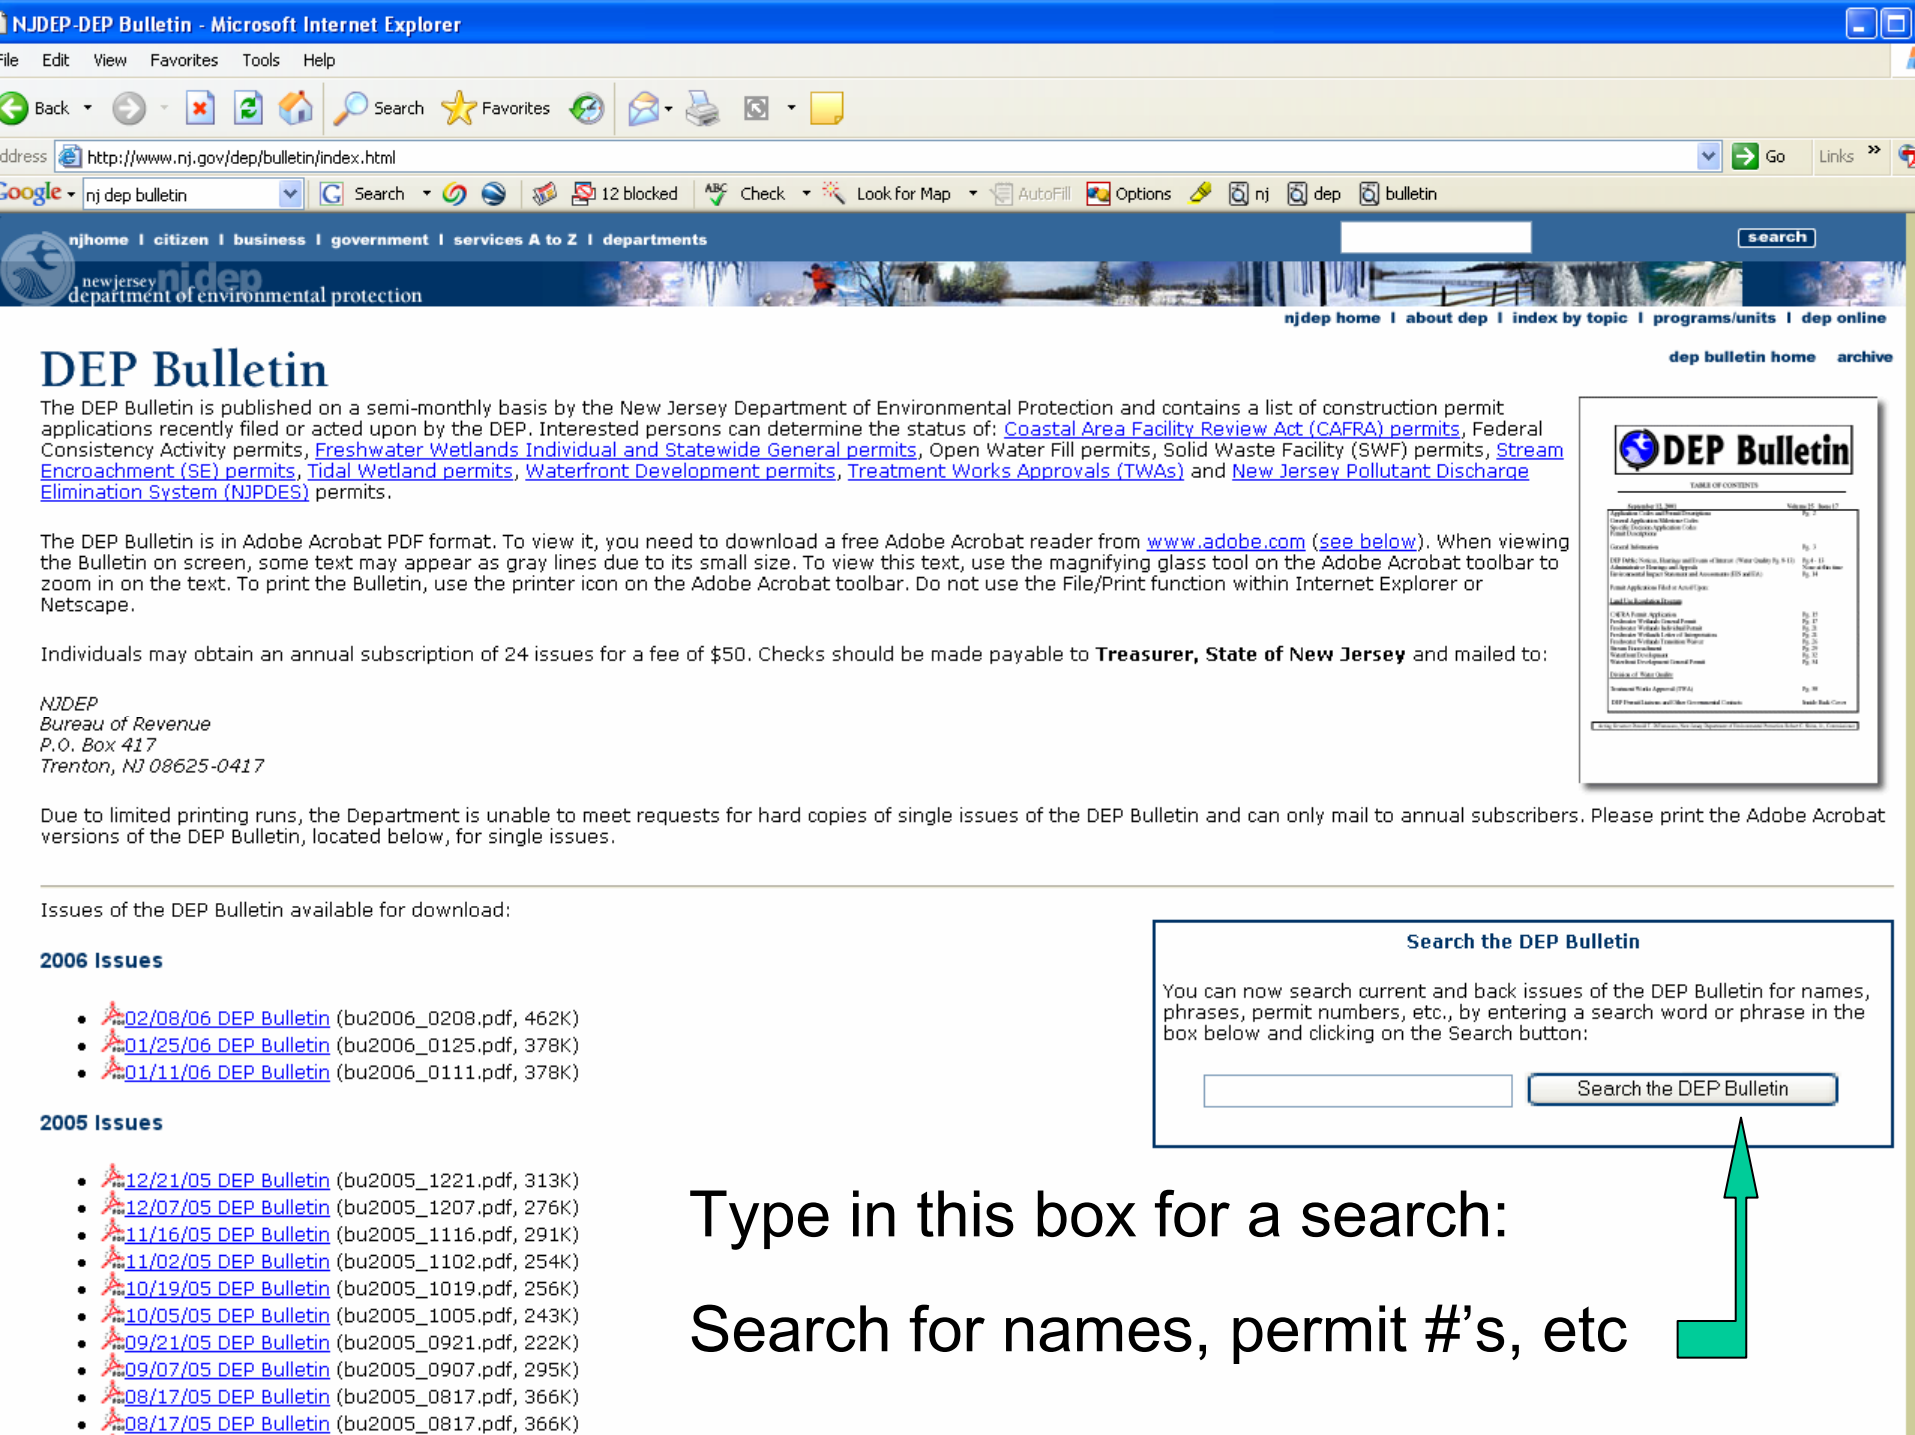 NJDEP-DEP Bulletin - Microsoft Internet Explorer
File Edit View Favorites Tools Help
Back Search Favorites
Address http://www.nj.gov/dep/bulletin/index.html Go Links »
Google nj dep bulletin G Search 12 blocked ABC Check Look for Map AutoFill Options nj dep bulletin
njhome l citizen l business l government l services A to Z l departments search
newjersey njdep
department of environmental protection
njdep home l about dep l index by topic l programs/units l dep online
dep bulletin home archive
DEP Bulletin
The DEP Bulletin is published on a semi-monthly basis by the New Jersey Department of Environmental Protection and contains a list of construction permit
applications recently filed or acted upon by the DEP. Interested persons can determine the status of: Coastal Area Facility Review Act (CAFRA) permits, Federal
Consistency Activity permits, Freshwater Wetlands Individual and Statewide General permits, Open Water Fill permits, Solid Waste Facility (SWF) permits, Stream
Encroachment (SE) permits, Tidal Wetland permits, Waterfront Development permits, Treatment Works Approvals (TWAs) and New Jersey Pollutant Discharge
Elimination System (NJPDES) permits.
The DEP Bulletin is in Adobe Acrobat PDF format. To view it, you need to download a free Adobe Acrobat reader from www.adobe.com (see below). When viewing
the Bulletin on screen, some text may appear as gray lines due to its small size. To view this text, use the magnifying glass tool on the Adobe Acrobat toolbar to
zoom in on the text. To print the Bulletin, use the printer icon on the Adobe Acrobat toolbar. Do not use the File/Print function within Internet Explorer or
Netscape.
Individuals may obtain an annual subscription of 24 issues for a fee of $50. Checks should be made payable to Treasurer, State of New Jersey and mailed to:
NJDEP
Bureau of Revenue
P.O. Box 417
Trenton, NJ 08625-0417
DEP Bulletin
TABLE OF CONTENTS
Due to limited printing runs, the Department is unable to meet requests for hard copies of single issues of the DEP Bulletin and can only mail to annual subscribers. Please print the Adobe Acrobat
versions of the DEP Bulletin, located below, for single issues.
Issues of the DEP Bulletin available for download:
2006 Issues
02/08/06 DEP Bulletin (bu2006_0208.pdf, 462K)
01/25/06 DEP Bulletin (bu2006_0125.pdf, 378K)
01/11/06 DEP Bulletin (bu2006_0111.pdf, 378K)
2005 Issues
12/21/05 DEP Bulletin (bu2005_1221.pdf, 313K)
12/07/05 DEP Bulletin (bu2005_1207.pdf, 276K)
11/16/05 DEP Bulletin (bu2005_1116.pdf, 291K)
11/02/05 DEP Bulletin (bu2005_1102.pdf, 254K)
10/19/05 DEP Bulletin (bu2005_1019.pdf, 256K)
10/05/05 DEP Bulletin (bu2005_1005.pdf, 243K)
09/21/05 DEP Bulletin (bu2005_0921.pdf, 222K)
09/07/05 DEP Bulletin (bu2005_0907.pdf, 295K)
08/17/05 DEP Bulletin (bu2005_0817.pdf, 366K)
08/17/05 DEP Bulletin (bu2005_0817.pdf, 366K)
Search the DEP Bulletin
You can now search current and back issues of the DEP Bulletin for names,
phrases, permit numbers, etc., by entering a search word or phrase in the
box below and clicking on the Search button:
Search the DEP Bulletin
Type in this box for a search:
Search for names, permit #’s, etc